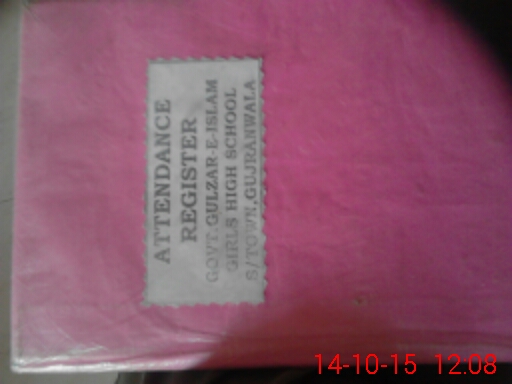 ATTENDANCE
REGISTER
GOVT.GULZAR-E-ISLAM
GIRLS HIGH SCHOOL
S/TOWN,GUJRANWALA
14-10-15 12:08